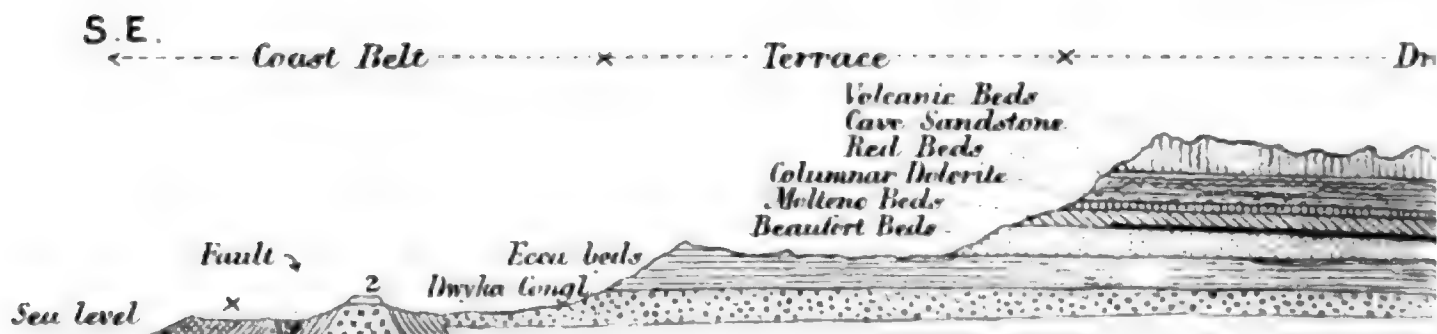 S.E.
Coast Belt × Terrace × Dr
Volcanic Beds
Cave Sandstone
Red Beds
Columnar Dolerite
Molteno Beds
Beaufort Beds
Fault
Ecca beds
2
Dwyka Congl.
×
Sea level